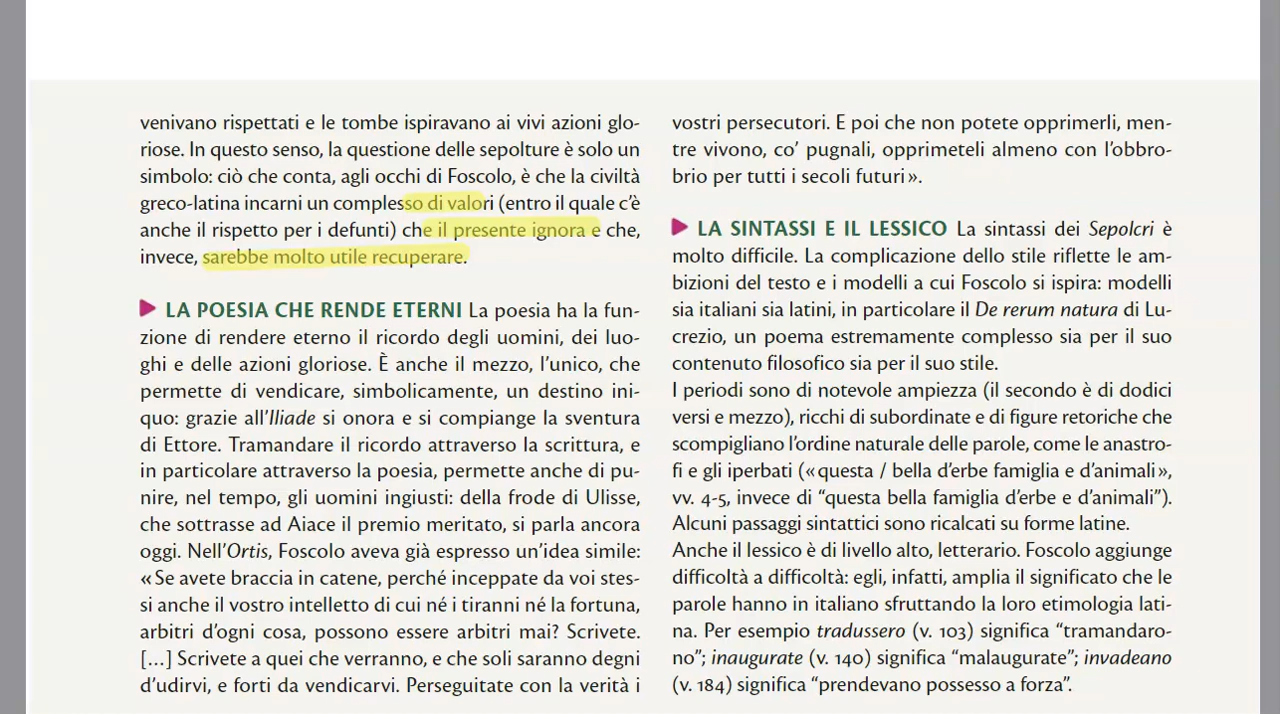 venivano rispettati e le tombe ispiravano ai vivi azioni glo-
riose. In questo senso, la questione delle sepolture è solo un
simbolo: ciò che conta, agli occhi di Foscolo, è che la civiltà
greco-latina incarni un complesso di valori (entro il quale c'è
anche il rispetto per i defunti) che il presente ignora e che,
invece, sarebbe molto utile recuperare.
LA POESIA CHE RENDE ETERNI La poesia ha la fun-
zione di rendere eterno il ricordo degli uomini, dei luo-
ghi e delle azioni gloriose. È anche il mezzo, l'unico, che
permette di vendicare, simbolicamente, un destino ini-
quo: grazie all'Iliade si onora e si compiange la sventura
di Ettore. Tramandare il ricordo attraverso la scrittura, e
in particolare attraverso la poesia, permette anche di pu-
nire, nel tempo, gli uomini ingiusti: della frode di Ulisse,
che sottrasse ad Aiace il premio meritato, si parla ancora
oggi. Nell'Ortis, Foscolo aveva già espresso un'idea simile:
«Se avete braccia in catene, perché inceppate da voi stes-
si anche il vostro intelletto di cui né i tiranni né la fortuna,
arbitri d'ogni cosa, possono essere arbitri mai? Scrivete.
[…] Scrivete a quei che verranno, e che soli saranno degni
d'udirvi, e forti da vendicarvi. Perseguitate con la verità i
vostri persecutori. E poi che non potete opprimerli, men-
tre vivono, co' pugnali, opprimeteli almeno con l'obbro-
brio per tutti i secoli futuri».
LA SINTASSI E IL LESSICO La sintassi dei Sepolcri è
molto difficile. La complicazione dello stile riflette le am-
bizioni del testo e i modelli a cui Foscolo si ispira: modelli
sia italiani sia latini, in particolare il De rerum natura di Lu-
crezio, un poema estremamente complesso sia per il suo
contenuto filosofico sia per il suo stile.
I periodi sono di notevole ampiezza (il secondo è di dodici
versi e mezzo), ricchi di subordinate e di figure retoriche che
scompigliano l'ordine naturale delle parole, come le anastro-
fi e gli iperbati («questa / bella d'erbe famiglia e d'animali»,
vv. 4-5, invece di "questa bella famiglia d'erbe e d'animali").
Alcuni passaggi sintattici sono ricalcati su forme latine.
Anche il lessico è di livello alto, letterario. Foscolo aggiunge
difficoltà a difficoltà: egli, infatti, amplia il significato che le
parole hanno in italiano sfruttando la loro etimologia lati-
na. Per esempio tradussero (v. 103) significa "tramandaro-
no"; inaugurate (v. 140) significa "malaugurate"; invadeano
(v. 184) significa "prendevano possesso a forza".